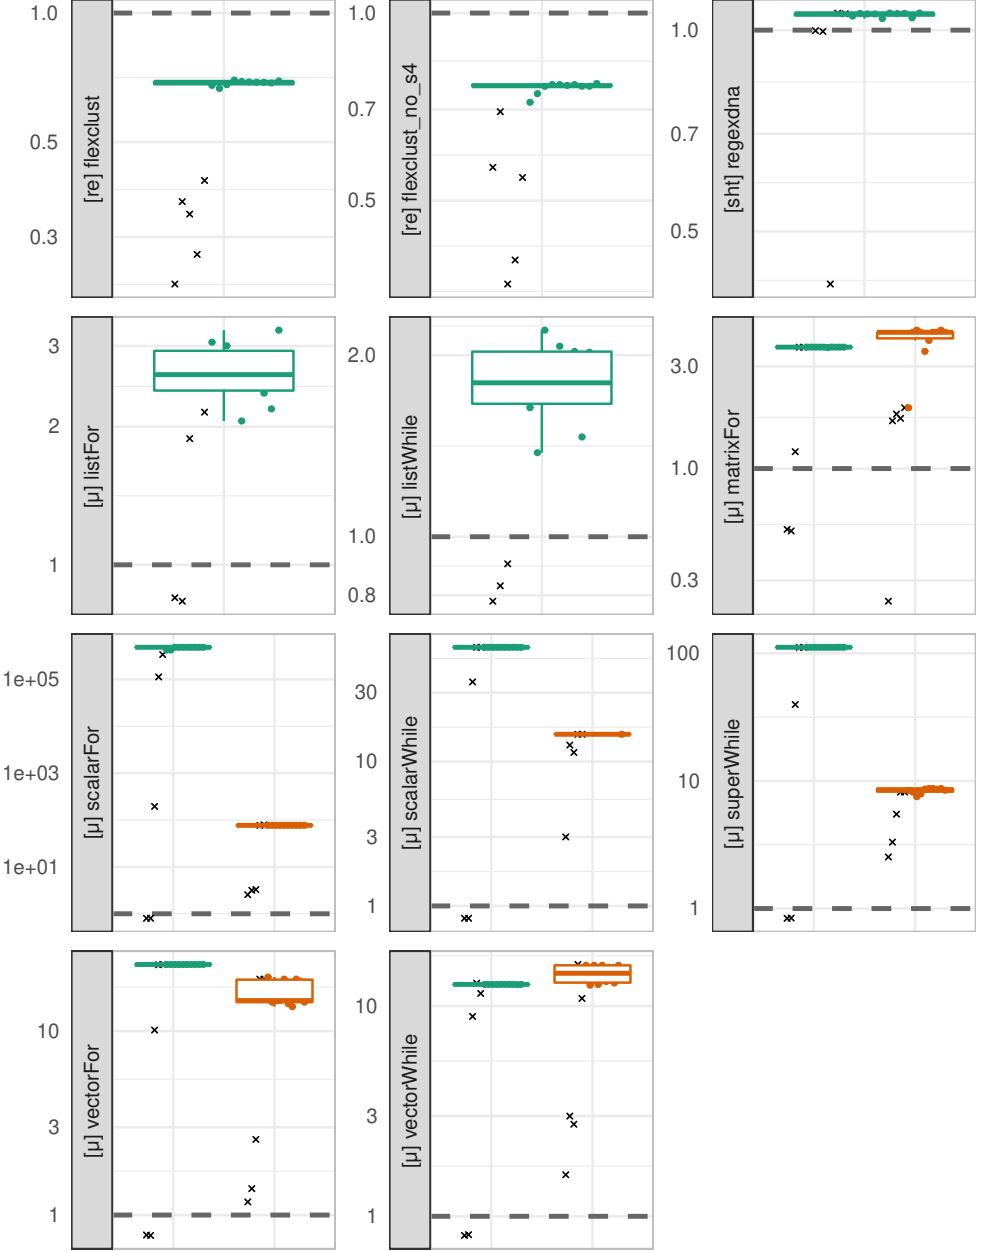 [re] flexclust
1.0
0.5
0.3
[re] flexclust_no_s4
1.0
0.7
0.5
[sht] regexdna
1.0
0.7
0.5
[µ] listFor
3
2
1
[µ] listWhile
2.0
1.0
0.8
[µ] matrixFor
3.0
1.0
0.3
[µ] scalarFor
1e+05
1e+03
1e+01
[µ] scalarWhile
30
10
3
1
[µ] superWhile
100
10
1
[µ] vectorFor
10
3
1
[µ] vectorWhile
10
3
1